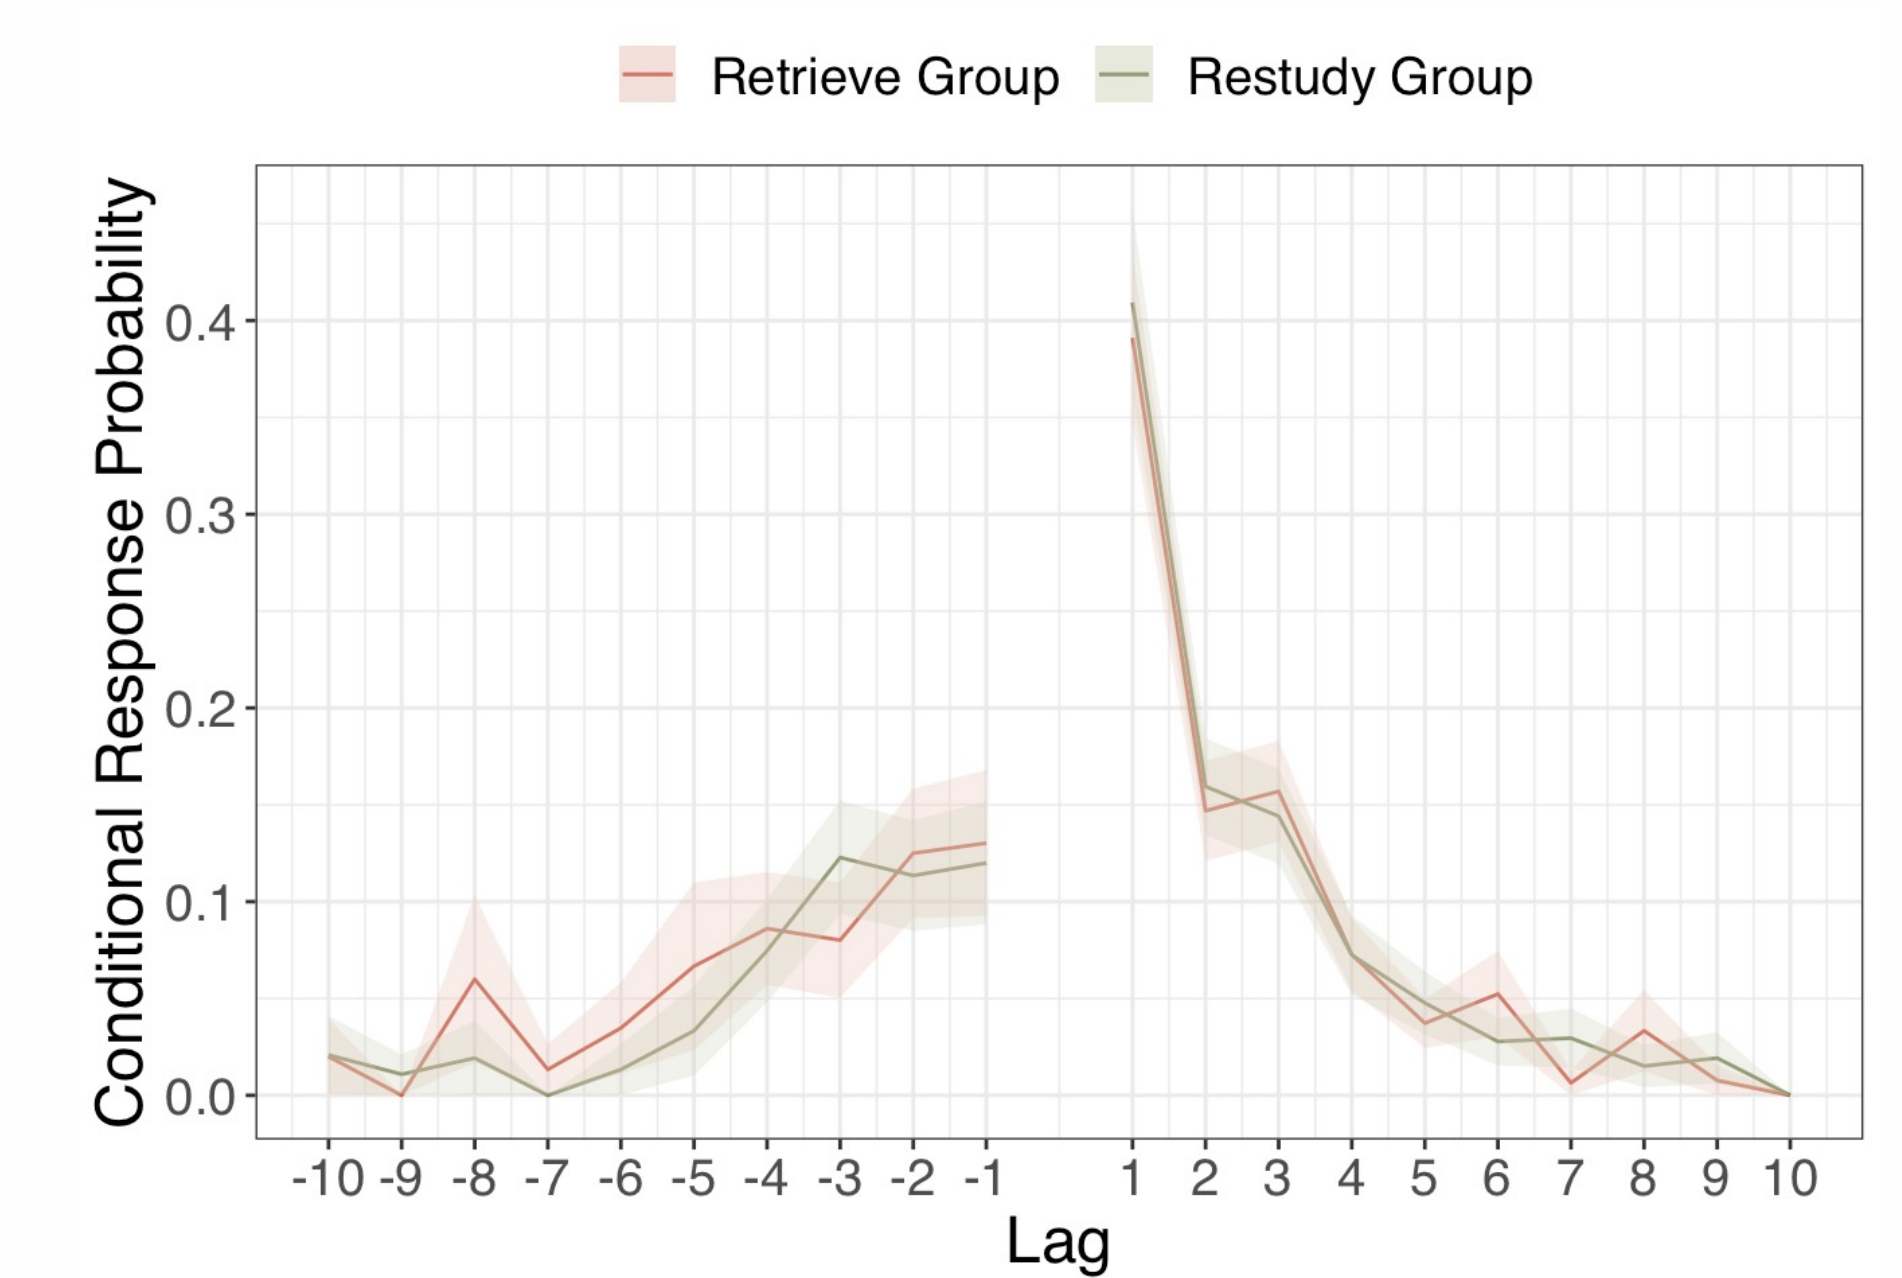 Retrieve Group Restudy Group
Conditional Response Probability
0.4
0.3
0.2
0.1
0.0
-10 -9 -8 -7 -6 -5 -4 -3 -2 -1 1 2 3 4 5 6 7 8 9 10
Lag